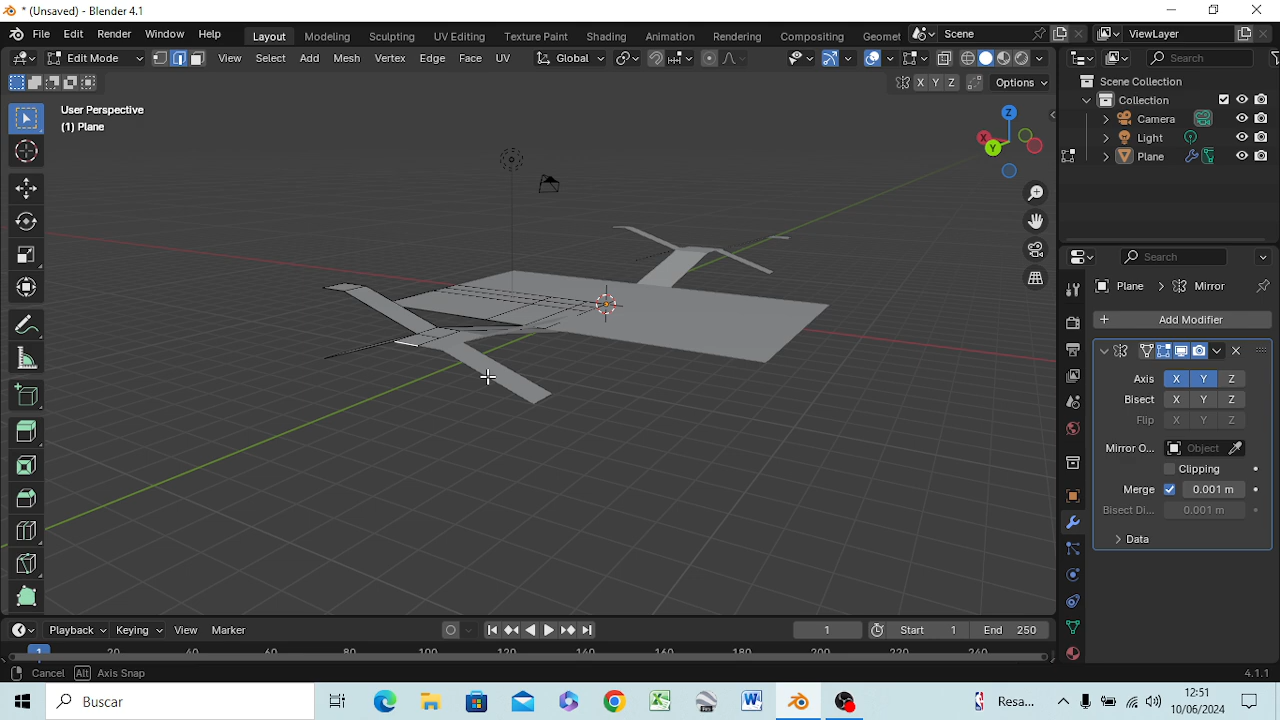 * (Unsaved) - Blender 4.1
File Edit Render Window Help Layout Modeling Sculpting UV Editing Texture Paint Shading Animation Rendering Compositing Geomet Scene ViewLayer
Edit Mode View Select Add Mesh Vertex Edge Face UV Global Search
X Y Z Options
User Perspective
(1) Plane
Z
X
Y
Scene Collection
Collection
Camera
Light
Plane
Search
Plane Mirror
Add Modifier
Axis X Y Z
Bisect X Y Z
Flip X Y Z
Mirror O... Object
Clipping
Merge 0.001 m
Bisect Di... 0.001 m
Data
Playback Keying View Marker 1 Start 1 End 250
1 20 40 60 80 100 120 140 160 180 200 220 240
Cancel Alt Axis Snap 4.1.1
Buscar Resa... 12:51
10/06/2024